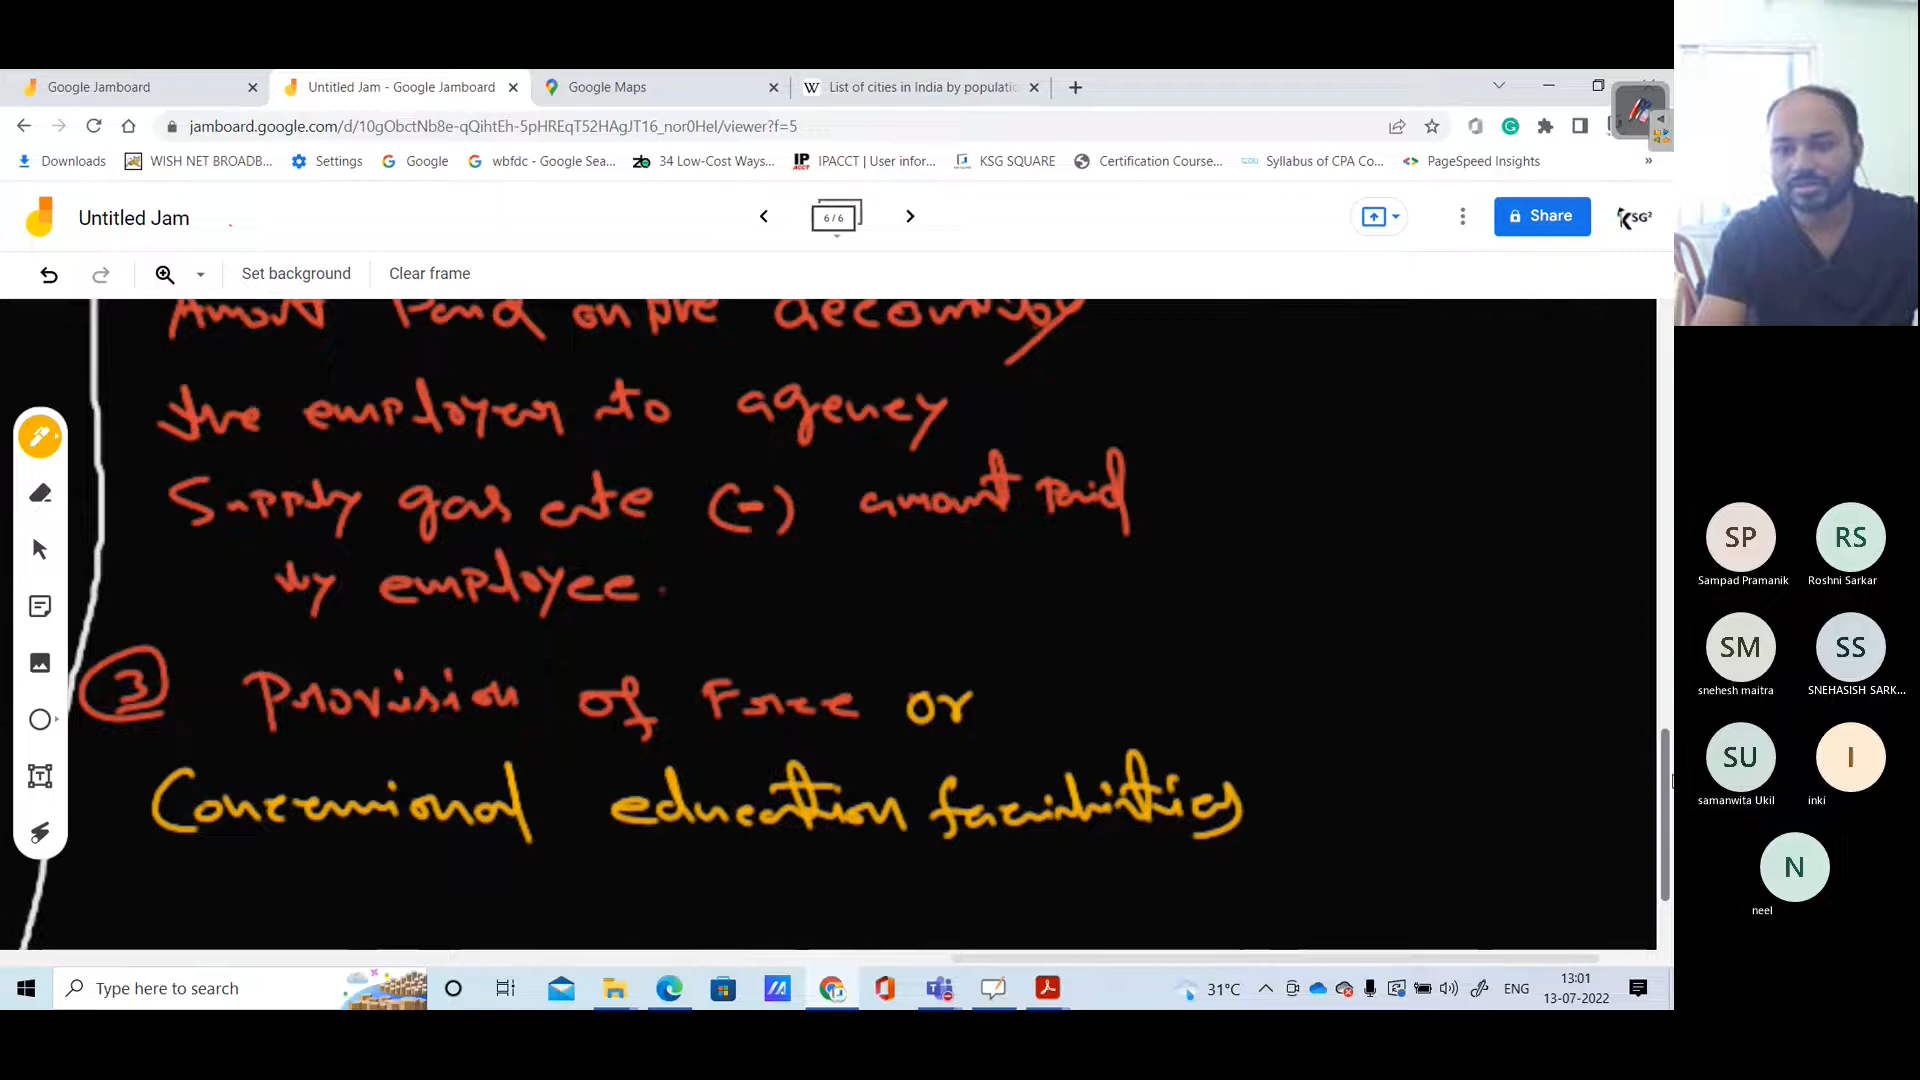 Google Jamboard
Untitled Jam - Google Jamboard
Google Maps
List of cities in India by populatio
jamboard.google.com/d/10gObctNb8e-qQihtEh-5pHREqT52HAgJT16_nor0HeI/viewer?f=5
Downloads
WISH NET BROADB...
Settings
Google
wbfdc - Google Sea...
34 Low-Cost Ways...
IPACCT | User infor...
KSG SQUARE
Certification Course...
Syllabus of CPA Co...
PageSpeed Insights
»
Untitled Jam
6 / 6
Share
KSG²
Set background
Clear frame
Amount Paid on the account by
the employer to agency
Supply gas etc (-) amount Paid
by employee.
3 Provision of Free or
Concessional education facilities
SP
Sampad Pramanik
RS
Roshni Sarkar
SM
snehesh maitra
SS
SNEHASISH SARK...
SU
samanwita Ukil
I
inki
N
neel
Type here to search
31°C
ENG
13:01
13-07-2022